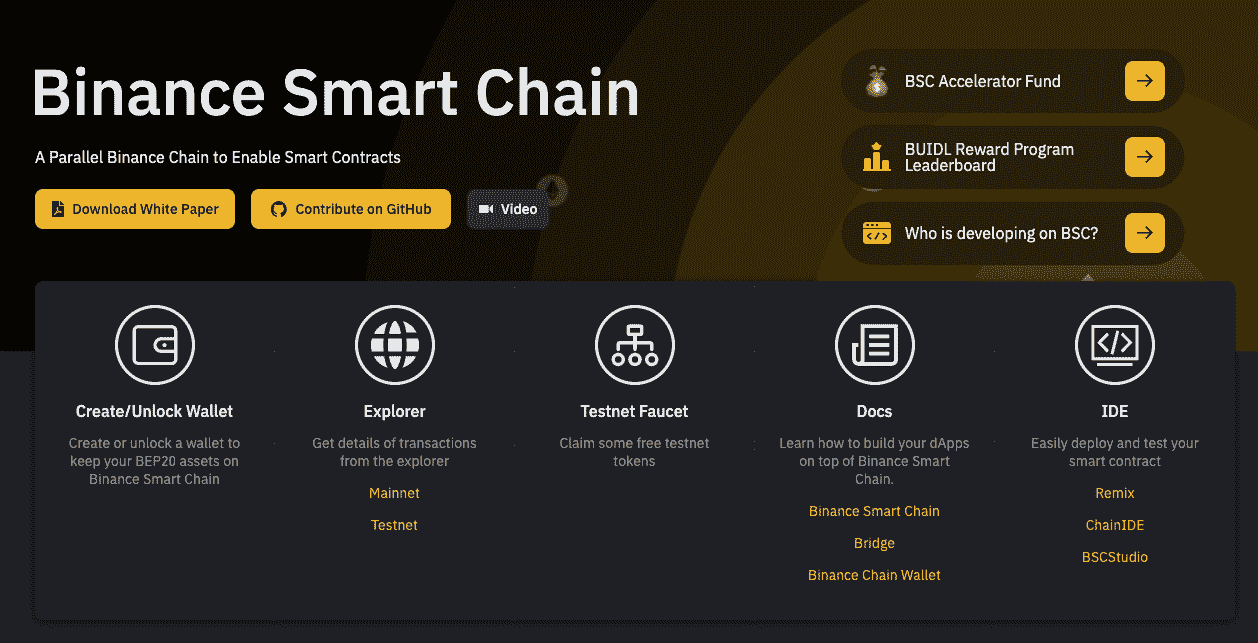 Binance Smart Chain
A Parallel Binance Chain to Enable Smart Contracts
Download White Paper
Contribute on GitHub
Video
BSC Accelerator Fund
BUIDL Reward Program
Leaderboard
Who is developing on BSC?
Create/Unlock Wallet
Create or unlock a wallet to
keep your BEP20 assets on
Binance Smart Chain
Explorer
Get details of transactions
from the explorer
Mainnet
Testnet
Testnet Faucet
Claim some free testnet
tokens
Docs
Learn how to build your dApps
on top of Binance Smart
Chain.
Binance Smart Chain
Bridge
Binance Chain Wallet
IDE
Easily deploy and test your
smart contract
Remix
ChainIDE
BSCStudio